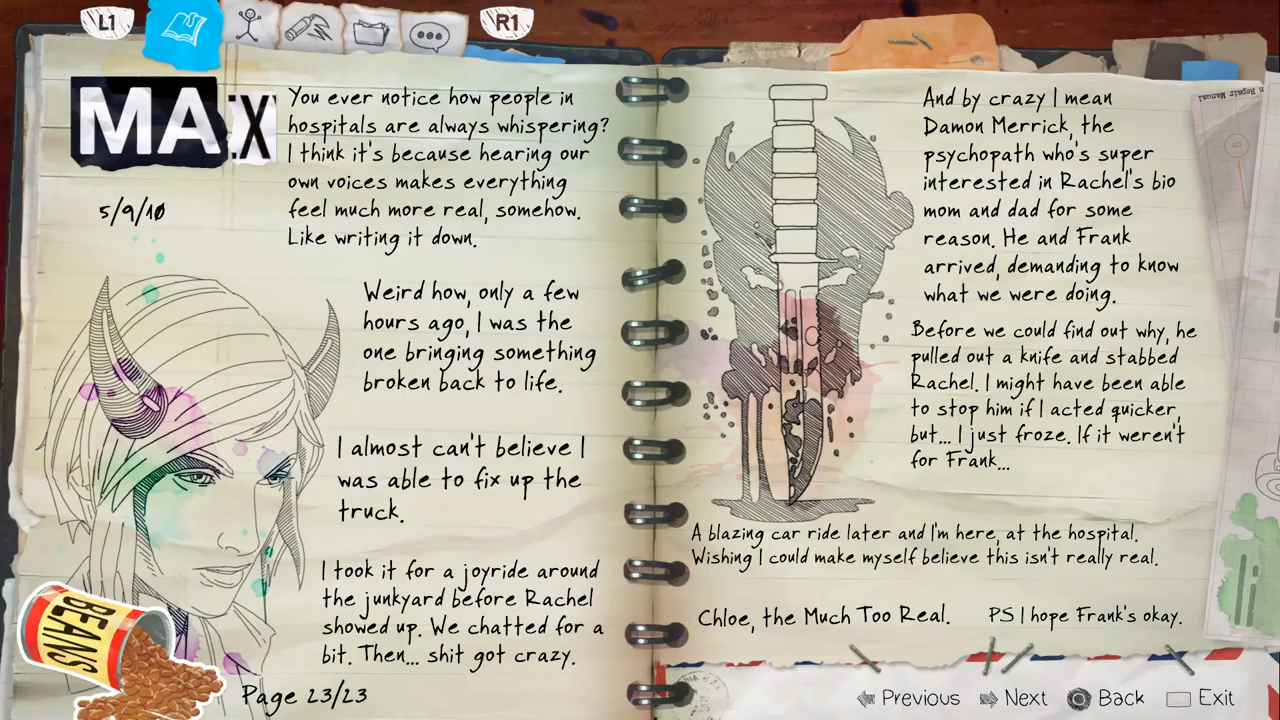 L1
R1
MAX
5/9/10
You ever notice how people in
hospitals are always whispering?
I think it's because hearing our
own voices makes everything
feel much more real, somehow.
Like writing it down.
Weird how, only a few
hours ago, I was the
one bringing something
broken back to life.
I almost can't believe I
was able to fix up the
truck.
I took it for a joyride around
the junkyard before Rachel
showed up. We chatted for a
bit. Then... shit got crazy.
BEANS
Page 23/23
And by crazy I mean
Damon Merrick, the
psychopath who's super
interested in Rachel's bio
mom and dad for some
reason. He and Frank
arrived, demanding to know
what we were doing.
Before we could find out why, he
pulled out a knife and stabbed
Rachel. I might have been able
to stop him if I acted quicker,
but... I just froze. If it weren't
for Frank...
A blazing car ride later and I'm here, at the hospital.
Wishing I could make myself believe this isn't really real.
Chloe, the Much Too Real.
PS I hope Frank's okay.
Repair Manual
Previous
Next
Back
Exit